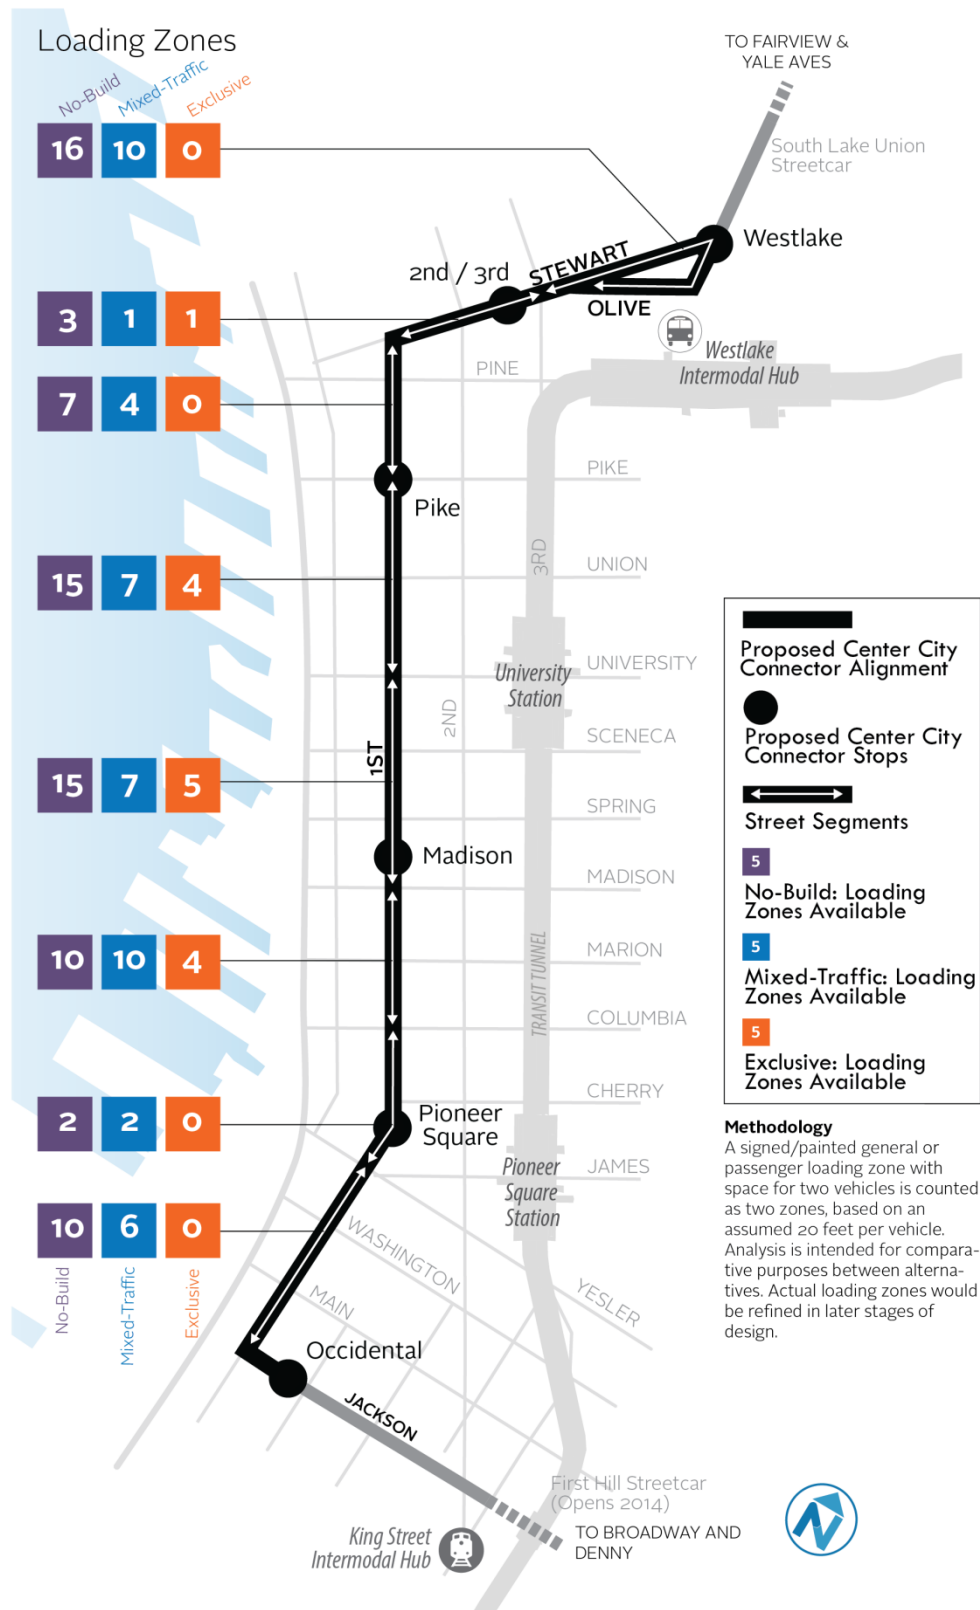 Loading Zones
No-Build
Mixed-Traffic
Exclusive
16 10 0
TO FAIRVIEW &
YALE AVES
South Lake Union
Streetcar
Westlake
2nd / 3rd
STEWART
OLIVE
3 1 1
Westlake
Intermodal Hub
PINE
7 4 0
PIKE
Pike
3RD
UNION
15 7 4
UNIVERSITY
University
Station
2ND
1ST
SCENECA
15 7 5
SPRING
Madison
MADISON
10 10 4
MARION
TRANSIT TUNNEL
COLUMBIA
CHERRY
2 2 0
Pioneer
Square
JAMES
Pioneer
Square
Station
10 6 0
No-Build
Mixed-Traffic
Exclusive
WASHINGTON
MAIN
YESLER
Occidental
JACKSON
First Hill Streetcar
(Opens 2014)
TO BROADWAY AND
DENNY
King Street
Intermodal Hub
Proposed Center City
Connector Alignment
Proposed Center City
Connector Stops
Street Segments
5
No-Build: Loading
Zones Available
5
Mixed-Traffic: Loading
Zones Available
5
Exclusive: Loading
Zones Available
Methodology
A signed/painted general or
passenger loading zone with
space for two vehicles is counted
as two zones, based on an
assumed 20 feet per vehicle.
Analysis is intended for compara-
tive purposes between alterna-
tives. Actual loading zones would
be refined in later stages of
design.
N